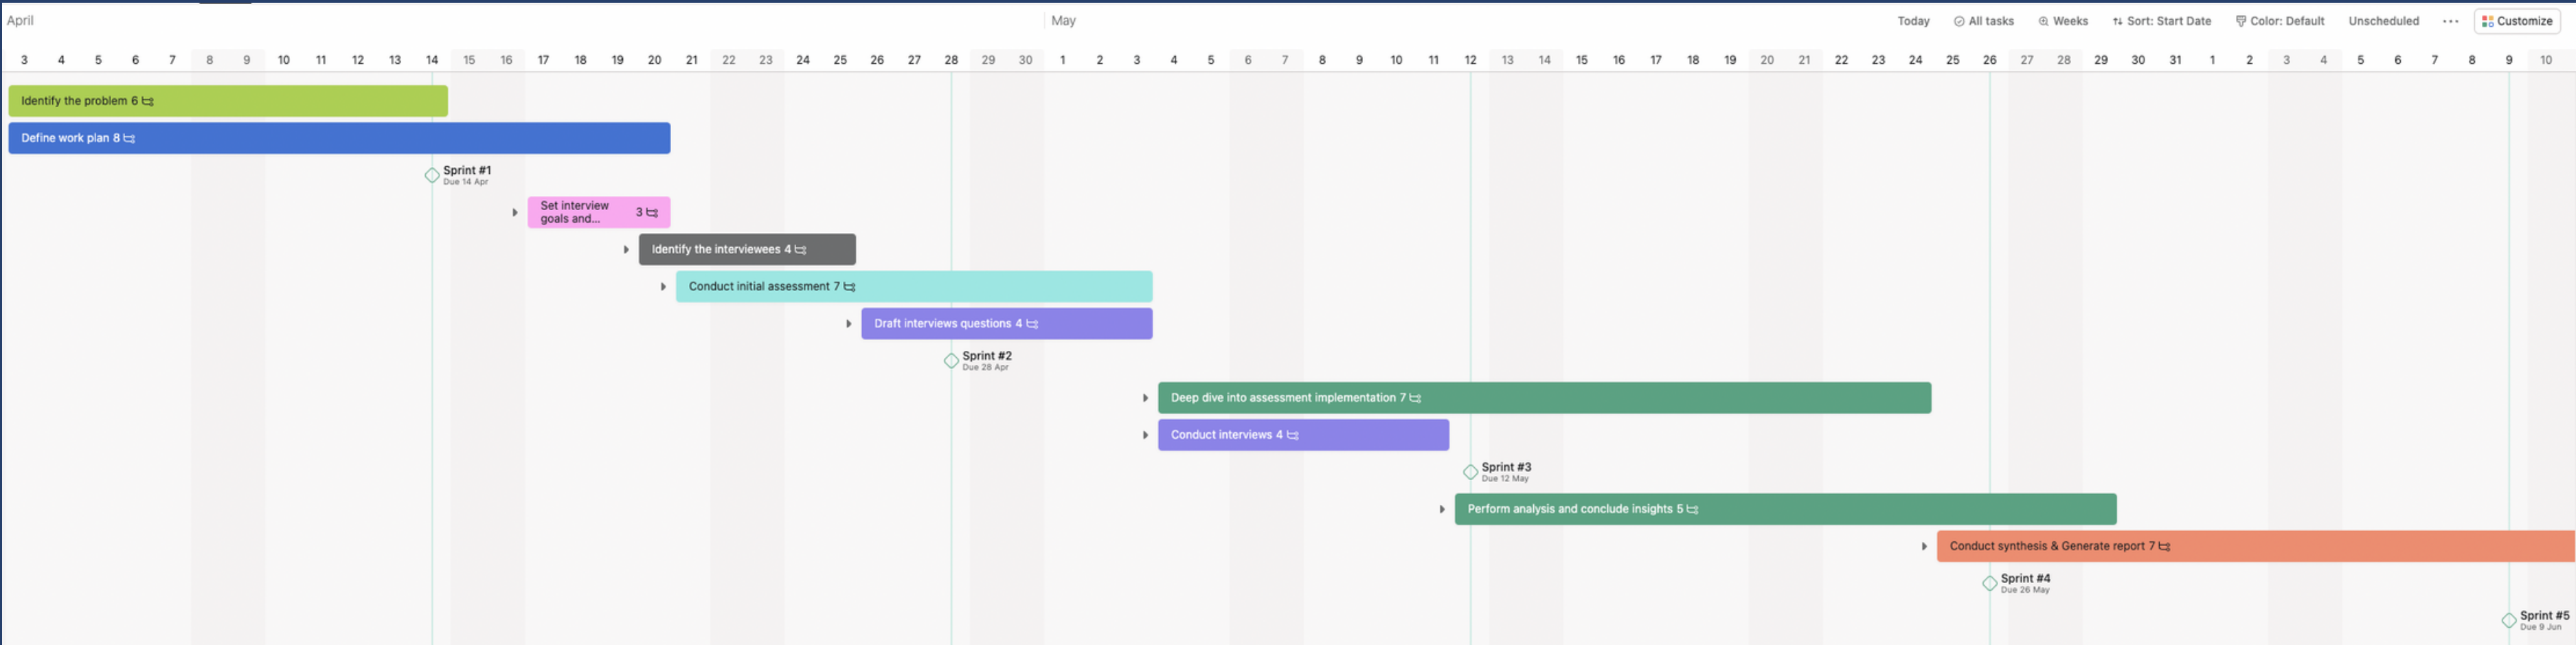 April
May
Today
All tasks
Weeks
Sort: Start Date
Color: Default
Unscheduled
Customize
3 4 5 6 7 8 9 10 11 12 13 14 15 16 17 18 19 20 21 22 23 24 25 26 27 28 29 30 1 2 3 4 5 6 7 8 9 10 11 12 13 14 15 16 17 18 19 20 21 22 23 24 25 26 27 28 29 30 31 1 2 3 4 5 6 7 8 9 10
Identify the problem 6
Define work plan 8
Sprint #1
Due 14 Apr
Set interview
goals and...
3
Identify the interviewees 4
Conduct initial assessment 7
Draft interviews questions 4
Sprint #2
Due 28 Apr
Deep dive into assessment implementation 7
Conduct interviews 4
Sprint #3
Due 12 May
Perform analysis and conclude insights 5
Conduct synthesis & Generate report 7
Sprint #4
Due 26 May
Sprint #5
Due 9 Jun